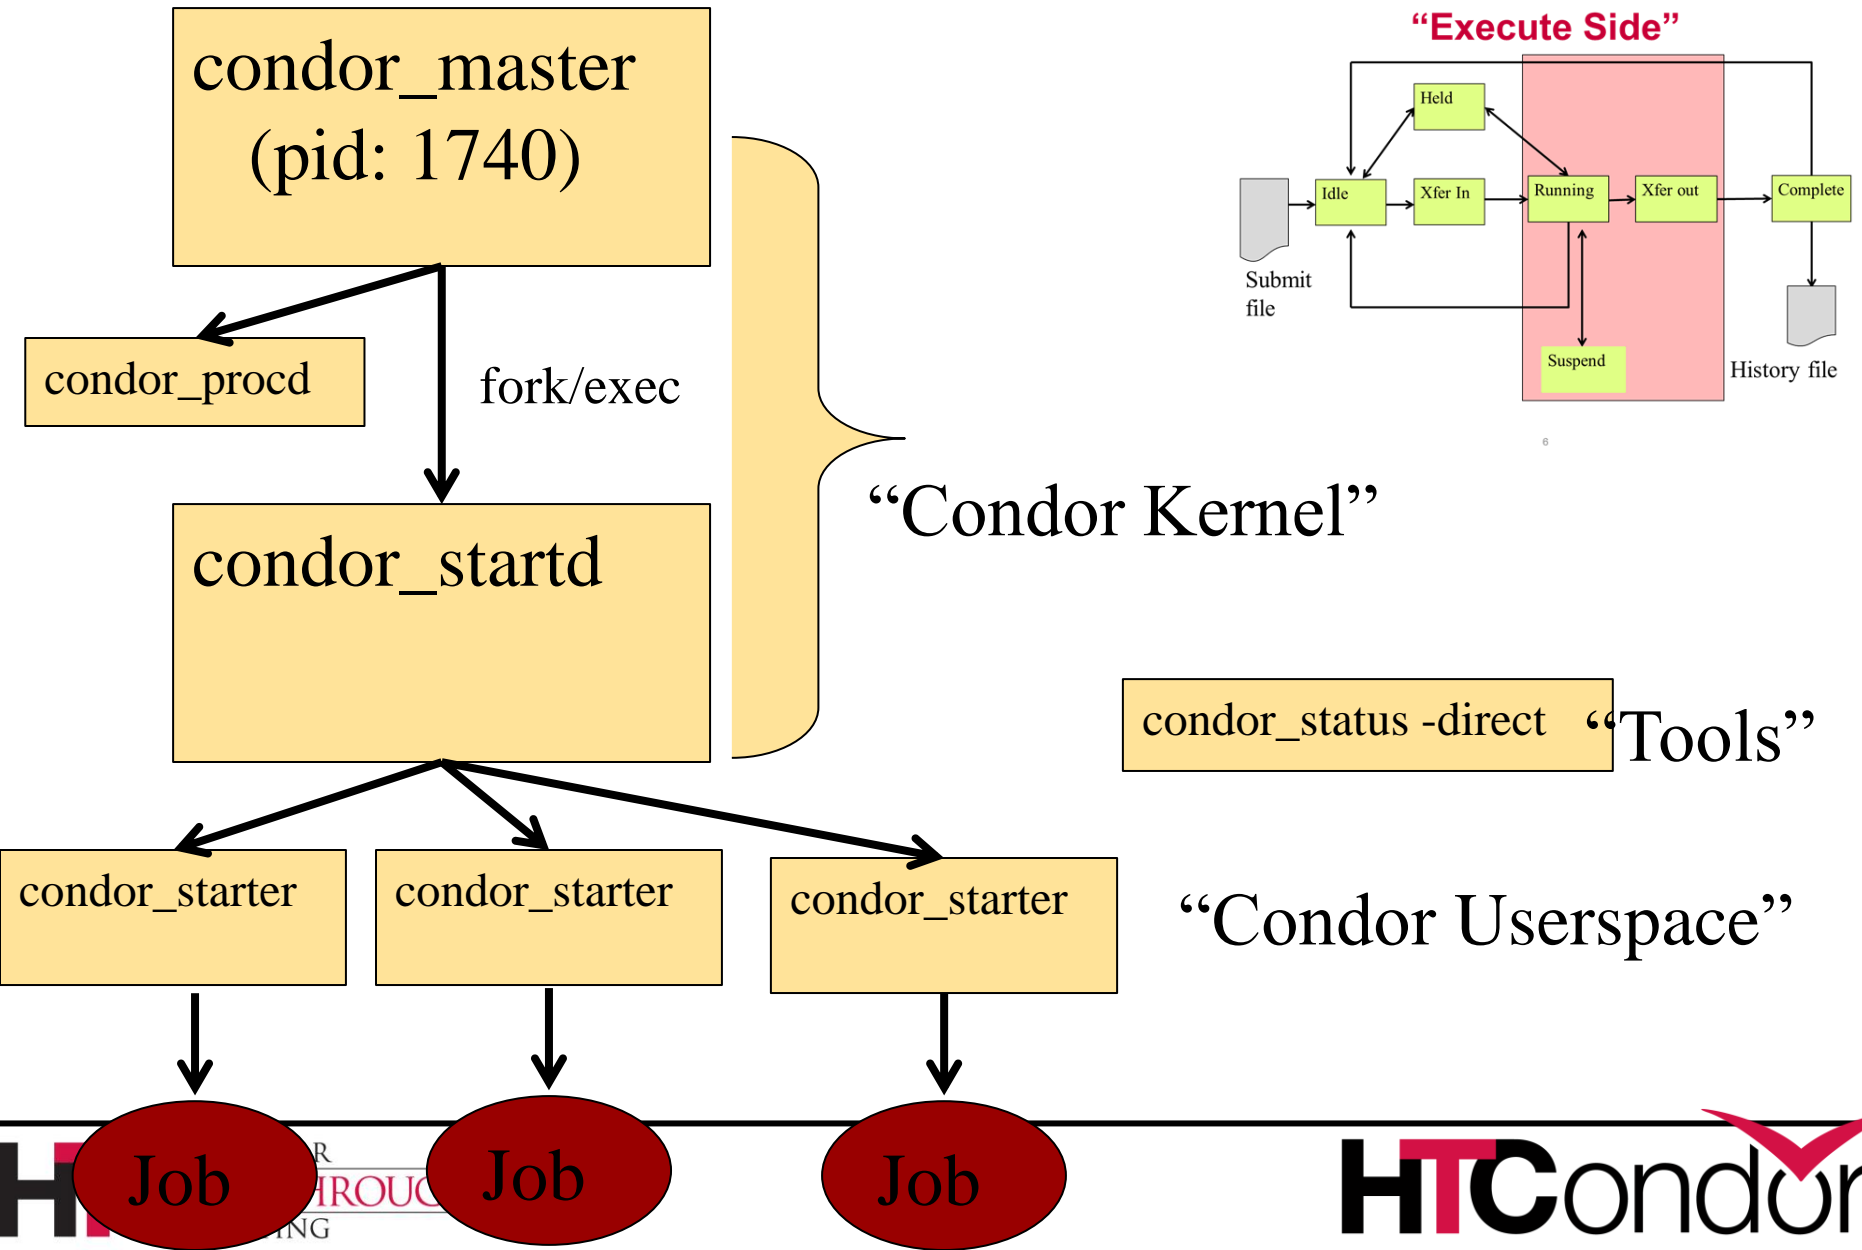 condor_master
(pid: 1740)
condor_procd
fork/exec
condor_startd
“Condor Kernel”
“Execute Side”
Held
Idle
Xfer In
Running
Xfer out
Complete
Submit
file
Suspend
History file
6
condor_status -direct
“Tools”
condor_starter
condor_starter
condor_starter
“Condor Userspace”
Job
Job
Job
HTCondor